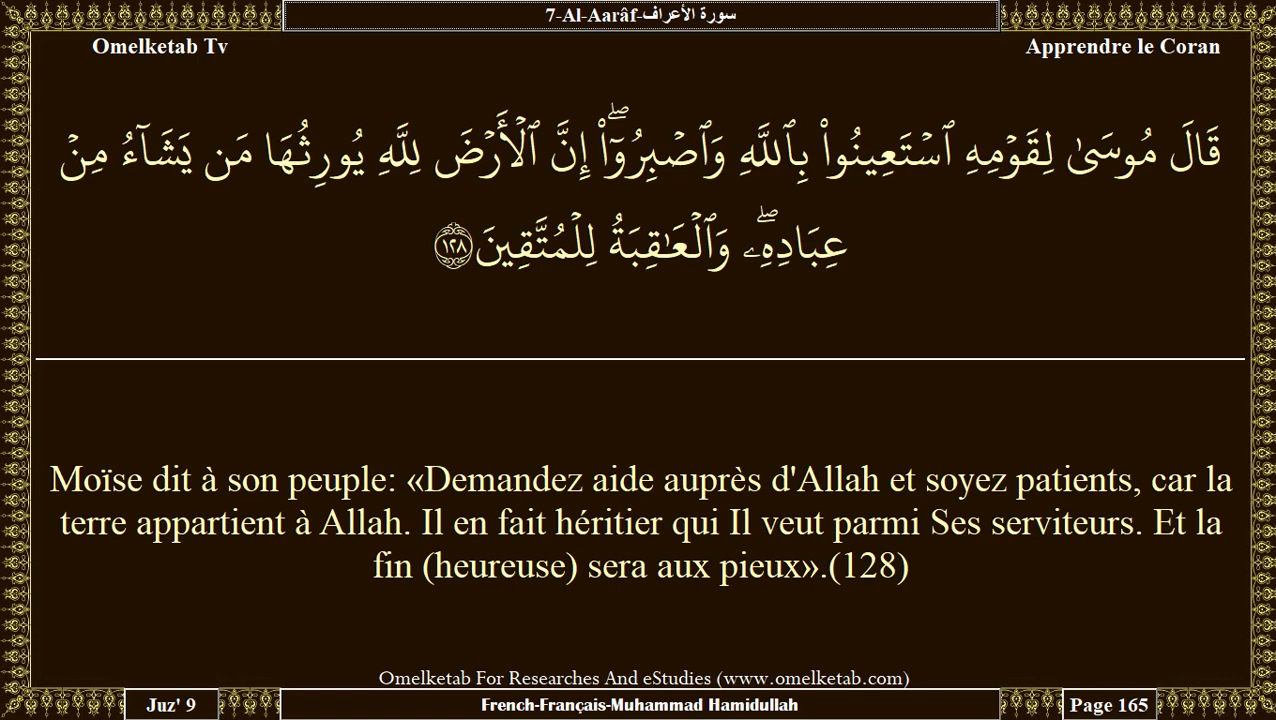 7-Al-Aarâf-سورة الأعراف
Omelketab Tv
Apprendre le Coran
قَالَ مُوسَىٰ لِقَوۡمِهِ ٱسۡتَعِينُواْ بِٱللَّهِ وَٱصۡبِرُوٓاْۖ إِنَّ ٱلۡأَرۡضَ لِلَّهِ يُورِثُهَا مَن يَشَآءُ مِنۡ
عِبَادِهِۦۖ وَٱلۡعَٰقِبَةُ لِلۡمُتَّقِينَ ١٢٨
Moïse dit à son peuple: «Demandez aide auprès d'Allah et soyez patients, car la
terre appartient à Allah. Il en fait héritier qui Il veut parmi Ses serviteurs. Et la
fin (heureuse) sera aux pieux».(128)
Omelketab For Researches And eStudies (www.omelketab.com)
Juz' 9
French-Français-Muhammad Hamidullah
Page 165